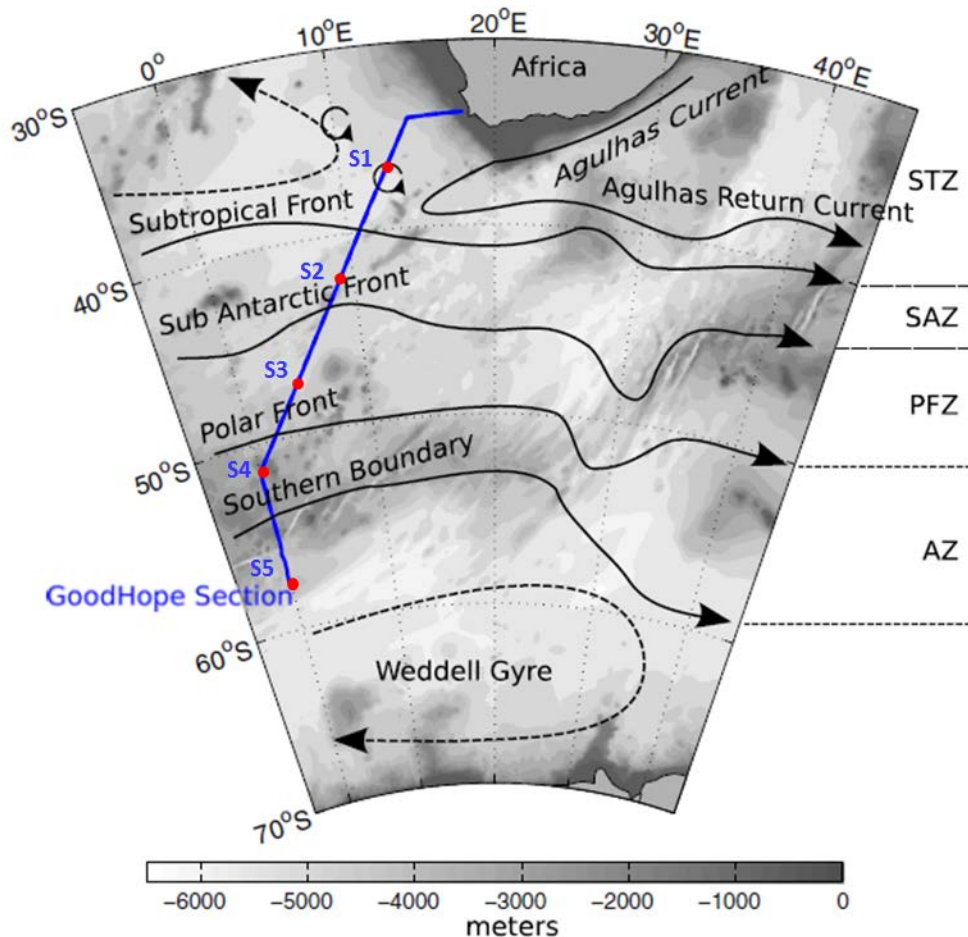 0°
10°E
20°E
30°E
40°E
30°S
Africa
Agulhas Current
S1
STZ
Agulhas Return Current
Subtropical Front
S2
40°S
Sub Antarctic Front
SAZ
S3
Polar Front
PFZ
50°S
S4
Southern Boundary
AZ
S5
GoodHope Section
60°S
Weddell Gyre
70°S
−6000 −5000 −4000 −3000 −2000 −1000 0
meters